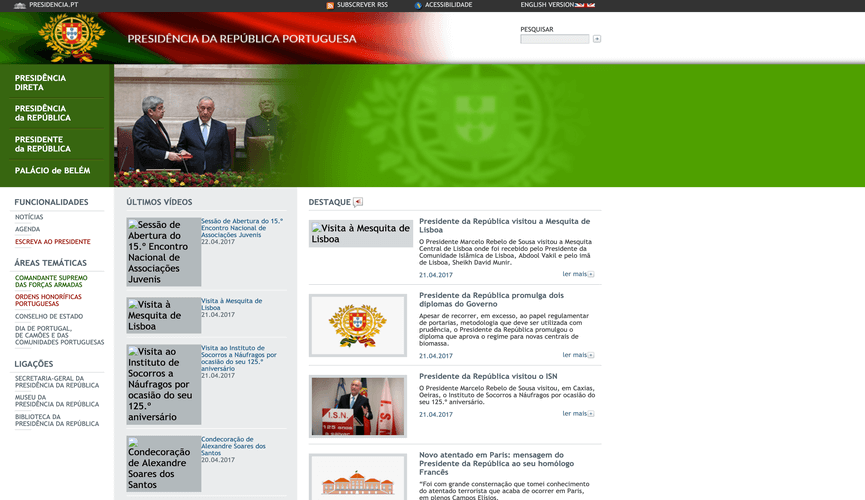 PRESIDENCIA.PT
SUBSCREVER RSS
ACESSIBILIDADE
ENGLISH VERSION
PRESIDÊNCIA DA REPÚBLICA PORTUGUESA
PESQUISAR
PRESIDÊNCIA
DIRETA
PRESIDÊNCIA
da REPÚBLICA
PRESIDENTE
da REPÚBLICA
PALÁCIO de BELÉM
FUNCIONALIDADES
NOTÍCIAS
AGENDA
ESCREVA AO PRESIDENTE
ÁREAS TEMÁTICAS
COMANDANTE SUPREMO
DAS FORÇAS ARMADAS
ORDENS HONORÍFICAS
PORTUGUESAS
CONSELHO DE ESTADO
DIA DE PORTUGAL,
DE CAMÕES E DAS
COMUNIDADES PORTUGUESAS
LIGAÇÕES
SECRETARIA-GERAL DA
PRESIDÊNCIA DA REPÚBLICA
MUSEU DA
PRESIDÊNCIA DA REPÚBLICA
BIBLIOTECA DA
PRESIDÊNCIA DA REPÚBLICA
ÚLTIMOS VÍDEOS
Sessão de
Abertura do
15.º Encontro
Nacional de
Associações
Juvenis
Sessão de Abertura do 15.º
Encontro Nacional de
Associações Juvenis
22.04.2017
Visita à
Mesquita de
Lisboa
Visita à Mesquita de
Lisboa
21.04.2017
Visita ao
Instituto de
Socorros a
Náufragos por
ocasião do seu
125.º
aniversário
Visita ao Instituto de
Socorros a Náufragos por
ocasião do seu 125.º
aniversário
21.04.2017
Condecoração
de Alexandre
Soares dos
Santos
Condecoração de
Alexandre Soares dos
Santos
20.04.2017
DESTAQUE
Visita à Mesquita de
Lisboa
Presidente da República visitou a Mesquita de
Lisboa
O Presidente Marcelo Rebelo de Sousa visitou a Mesquita
Central de Lisboa onde foi recebido pelo Presidente da
Comunidade Islâmica de Lisboa, Abdool Vakil e pelo imã
de Lisboa, Sheikh David Munir.
21.04.2017
ler mais
Presidente da República promulga dois
diplomas do Governo
Apesar de recorrer, em excesso, ao papel regulamentar
de portarias, metodologia que deve ser utilizada com
prudência, o Presidente da República promulgou o
diploma que aprova o regime para novas centrais de
biomassa.
21.04.2017
ler mais
I.S.N.
125 anos
Presidente da República visitou o ISN
O Presidente Marcelo Rebelo de Sousa visitou, em Caxias,
Oeiras, o Instituto de Socorros a Náufragos por ocasião do
seu 125.º aniversário.
21.04.2017
ler mais
Novo atentado em Paris: mensagem do
Presidente da República ao seu homólogo
Francês
“Foi com grande consternação que tomei conhecimento
do atentado terrorista que acaba de ocorrer em Paris,
em plenos Campos Elísios.